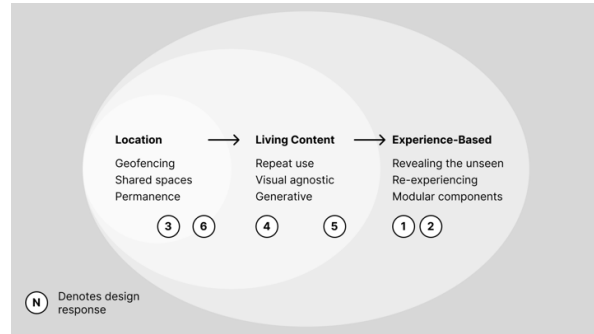 Location → Living Content → Experience-Based
Geofencing
Shared spaces
Permanence
Repeat use
Visual agnostic
Generative
Revealing the unseen
Re-experiencing
Modular components
3 6 4 5 1 2
N Denotes design
response